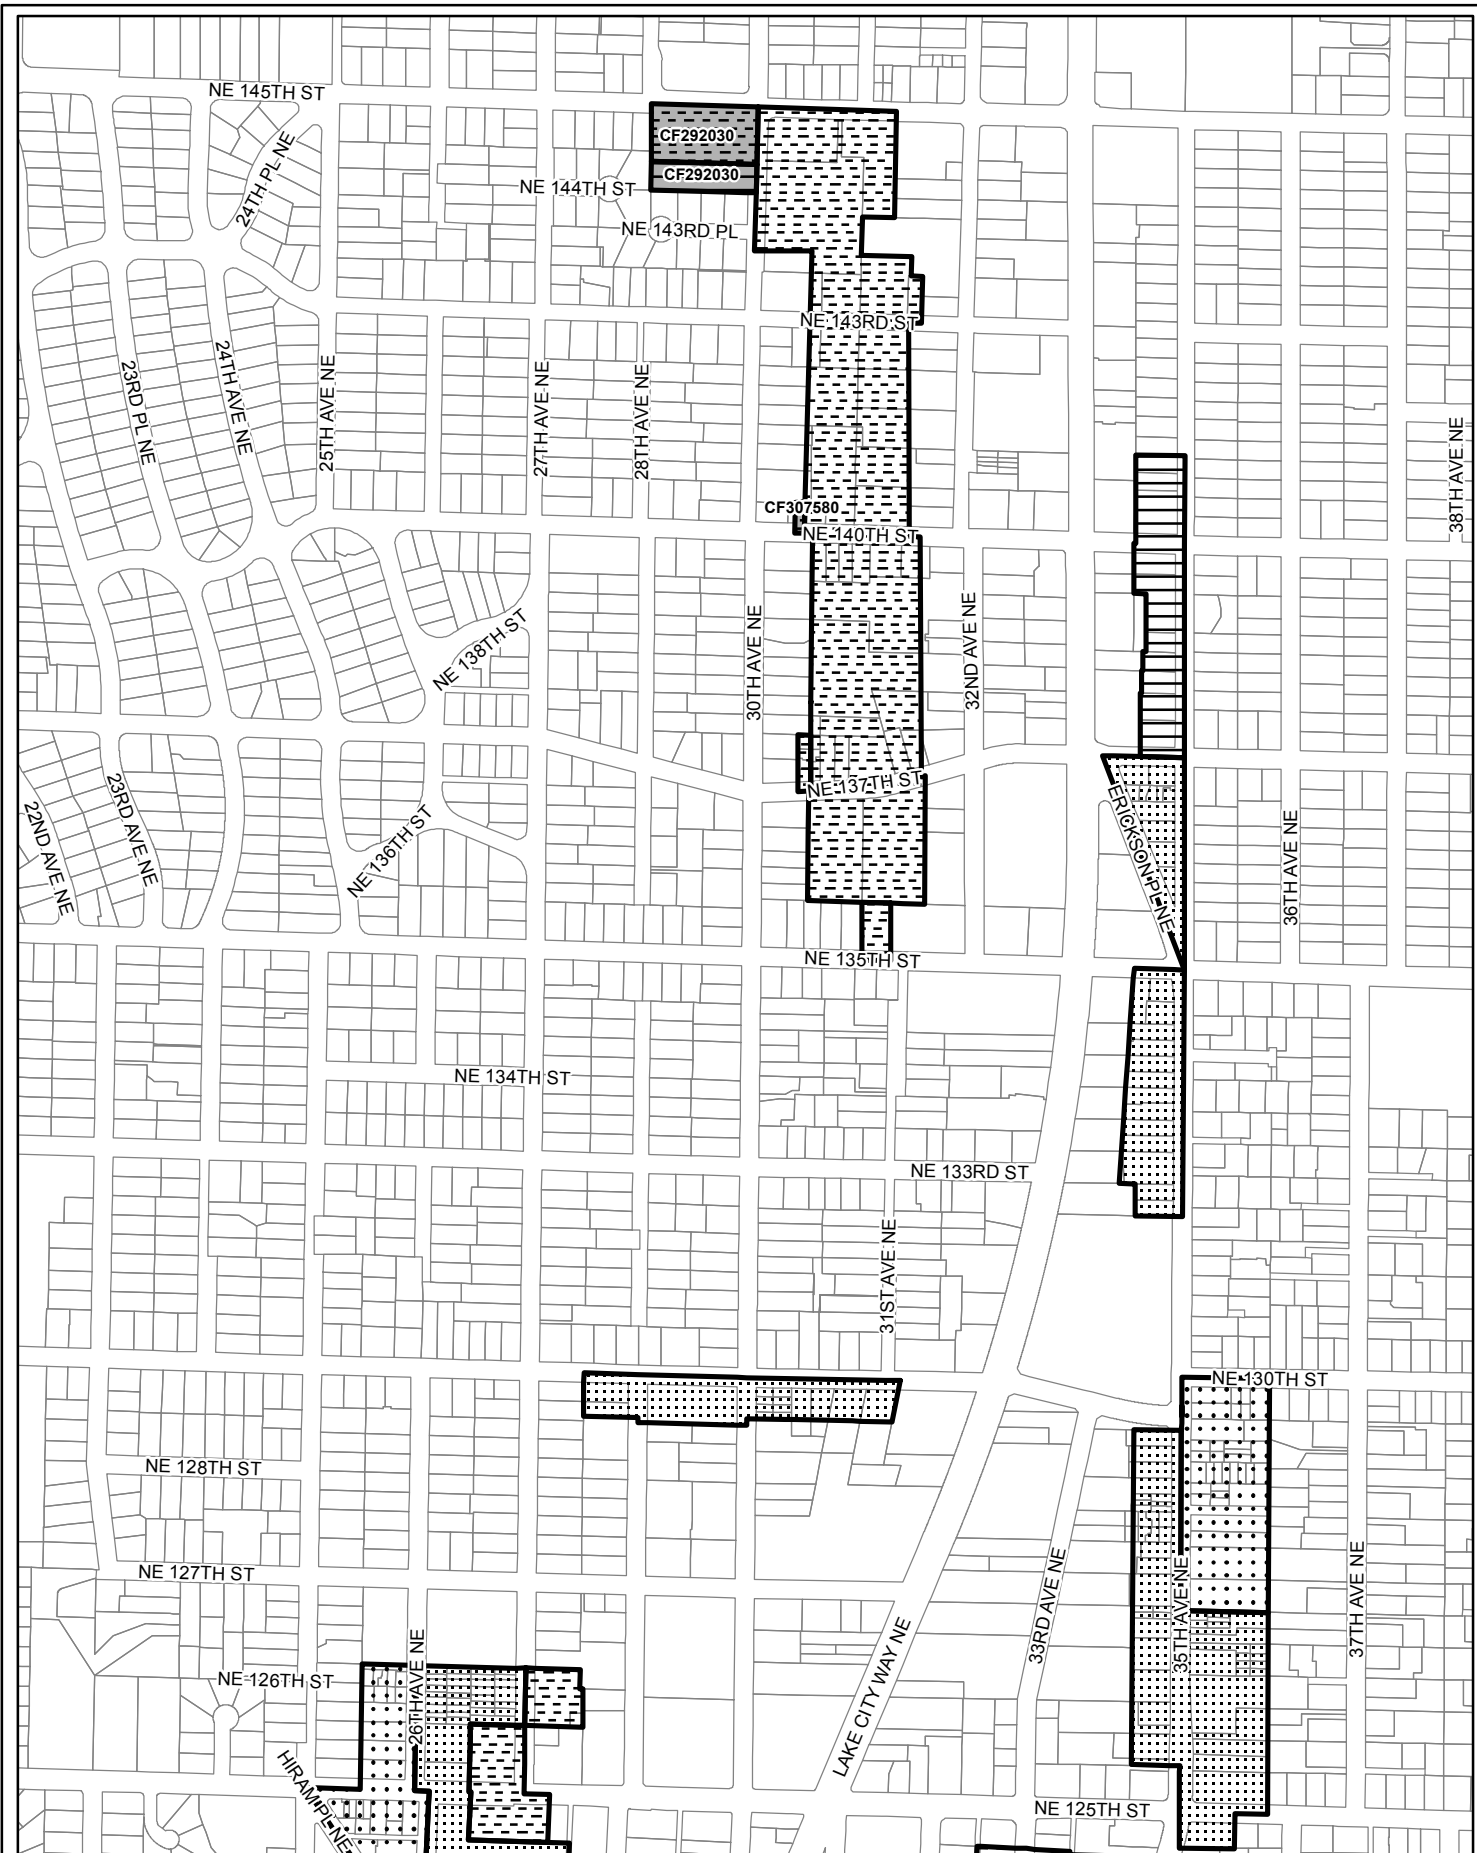 NE 145TH ST
CF292030
24TH PL NE
CF292030
NE 144TH ST
NE 143RD PL
NE 143RD ST
23RD PL NE
24TH AVE NE
25TH AVE NE
27TH AVE NE
28TH AVE NE
38TH AVE NE
CF307580
NE 140TH ST
NE 138TH ST
30TH AVE NE
32ND AVE NE
NE 137TH ST
22ND AVE NE
23RD AVE NE
NE 136TH ST
ERICKSON PL NE
36TH AVE NE
NE 135TH ST
NE 134TH ST
NE 133RD ST
31ST AVE NE
NE 130TH ST
NE 128TH ST
NE 127TH ST
33RD AVE NE
35TH AVE NE
37TH AVE NE
NE 126TH ST
26TH AVE NE
LAKE CITY WAY NE
HIRAM PL NE
NE 125TH ST